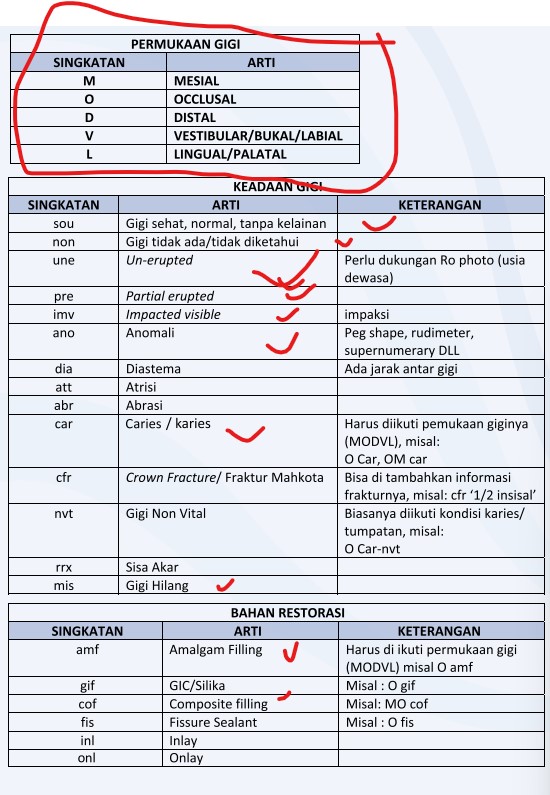 PERMUKAAN GIGI
SINGKATAN ARTI
M MESIAL
O OCCLUSAL
D DISTAL
V VESTIBULAR/BUKAL/LABIAL
L LINGUAL/PALATAL
KEADAAN GIGI
SINGKATAN ARTI KETERANGAN
sou Gigi sehat, normal, tanpa kelainan
non Gigi tidak ada/tidak diketahui
une Un-erupted Perlu dukungan Ro photo (usia
dewasa)
pre Partial erupted
imv Impacted visible impaksi
ano Anomali Peg shape, rudimeter,
supernumerary DLL
dia Diastema Ada jarak antar gigi
att Atrisi
abr Abrasi
car Caries / karies Harus diikuti pemukaan giginya
(MODVL), misal:
O Car, OM car
cfr Crown Fracture/ Fraktur Mahkota Bisa di tambahkan informasi
frakturnya, misal: cfr ‘1/2 insisal’
nvt Gigi Non Vital Biasanya diikuti kondisi karies/
tumpatan, misal:
O Car-nvt
rrx Sisa Akar
mis Gigi Hilang
BAHAN RESTORASI
SINGKATAN ARTI KETERANGAN
amf Amalgam Filling Harus di ikuti permukaan gigi
(MODVL) misal O amf
gif GIC/Silika Misal : O gif
cof Composite filling Misal: MO cof
fis Fissure Sealant Misal : O fis
inl Inlay
onl Onlay